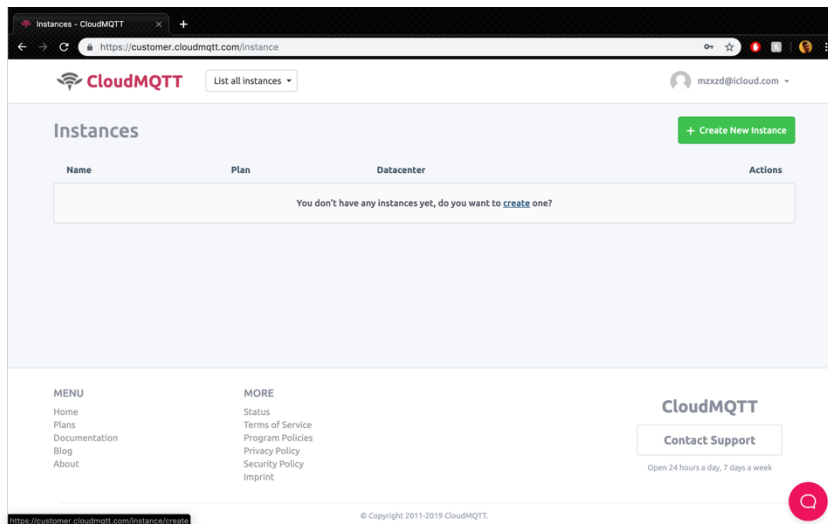 Instances - CloudMQTT
https://customer.cloudmqtt.com/instance
CloudMQTT
List all instances
mzxzd@icloud.com
Instances
+ Create New Instance
Name Plan Datacenter Actions
You don't have any instances yet, do you want to create one?
MENU
Home
Plans
Documentation
Blog
About
MORE
Status
Terms of Service
Program Policies
Privacy Policy
Security Policy
Imprint
CloudMQTT
Contact Support
Open 24 hours a day, 7 days a week
© Copyright 2011-2019 CloudMQTT.
https://customer.cloudmqtt.com/instance/create